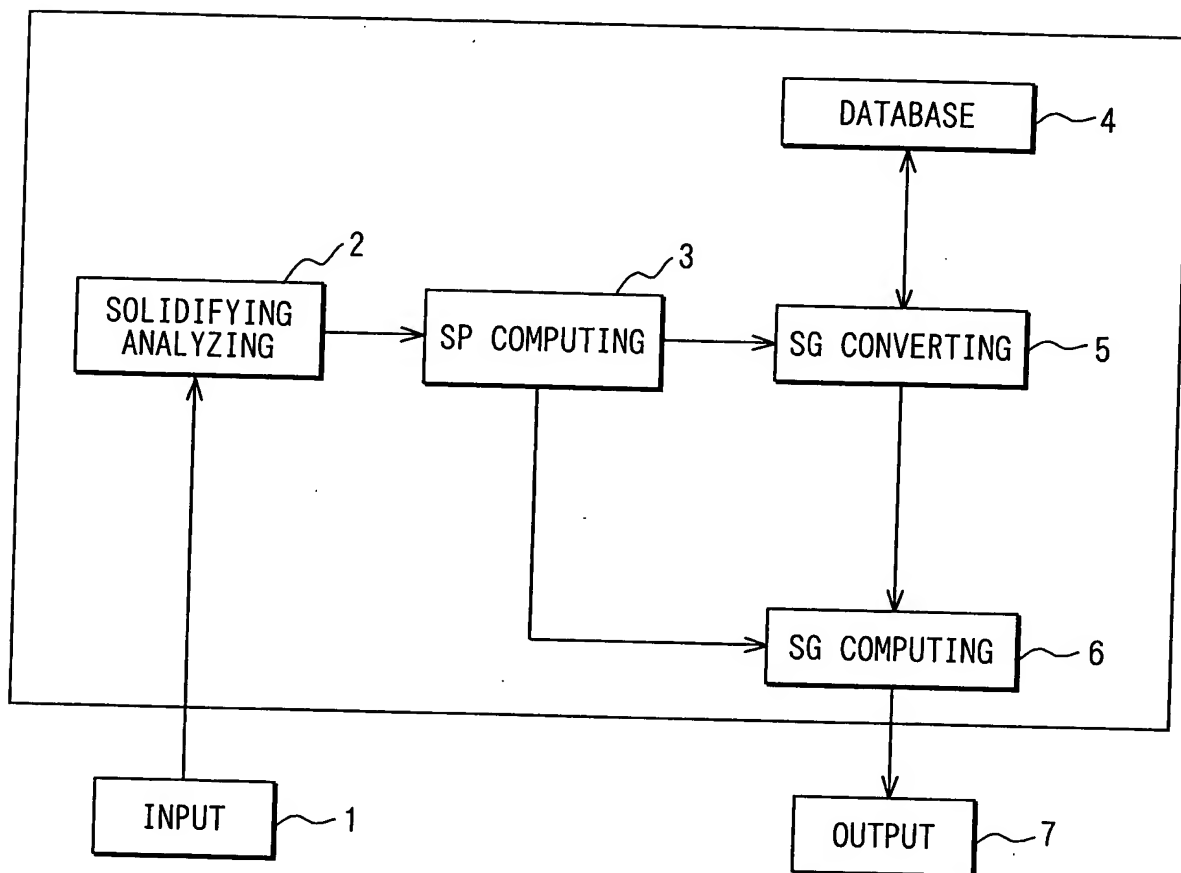 DATABASE
4
2
SOLIDIFYING
ANALYZING
3
SP COMPUTING
SG CONVERTING
5
SG COMPUTING
6
INPUT
1
OUTPUT
7